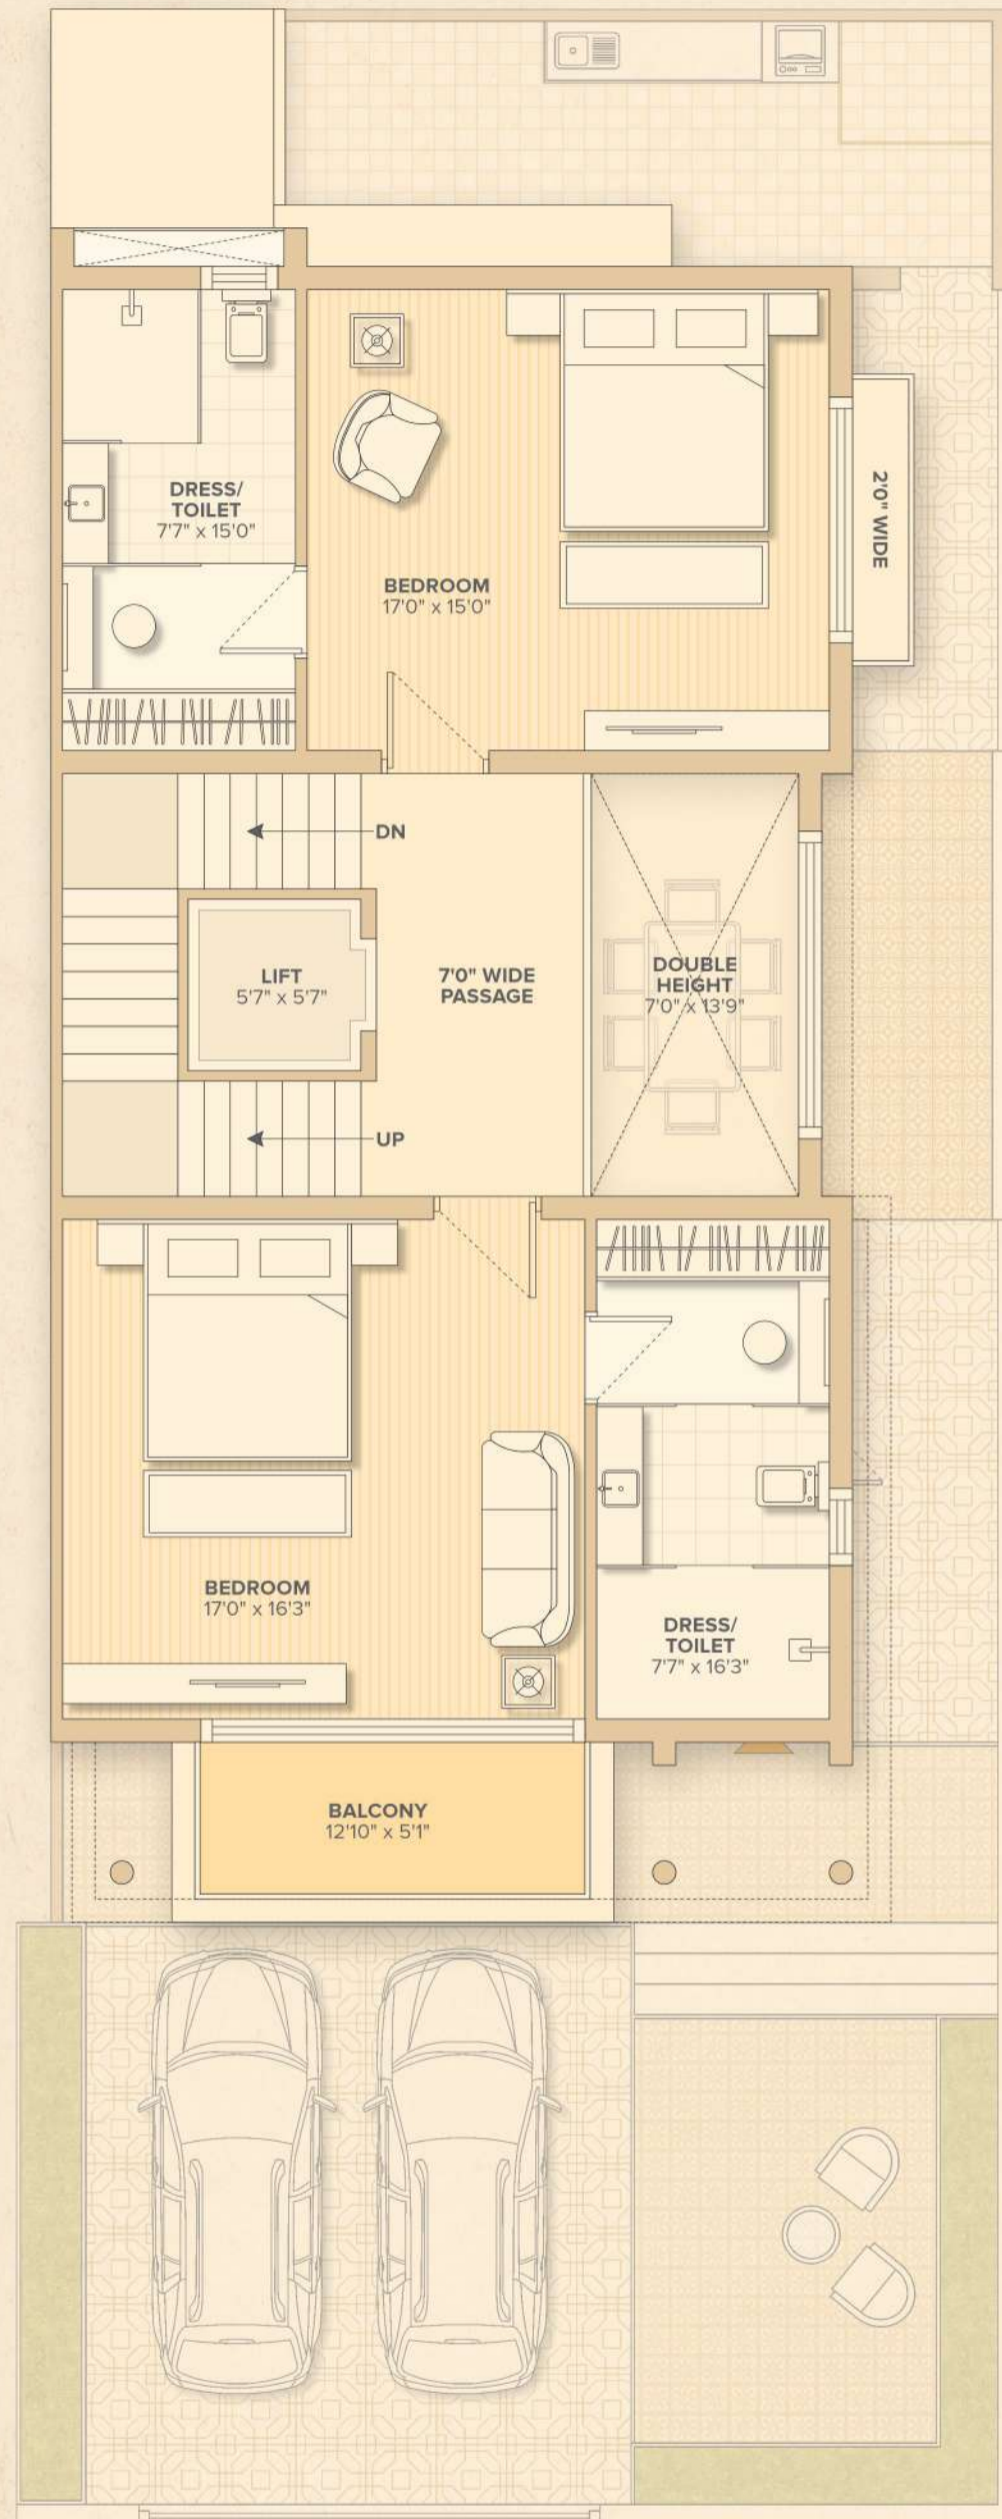 DRESS/
TOILET
7'7" x 15'0"
BEDROOM
17'0" x 15'0"
2'0" WIDE
DN
LIFT
5'7" x 5'7"
7'0" WIDE
PASSAGE
DOUBLE
HEIGHT
7'0" x 13'9"
UP
BEDROOM
17'0" x 16'3"
DRESS/
TOILET
7'7" x 16'3"
BALCONY
12'10" x 5'1"